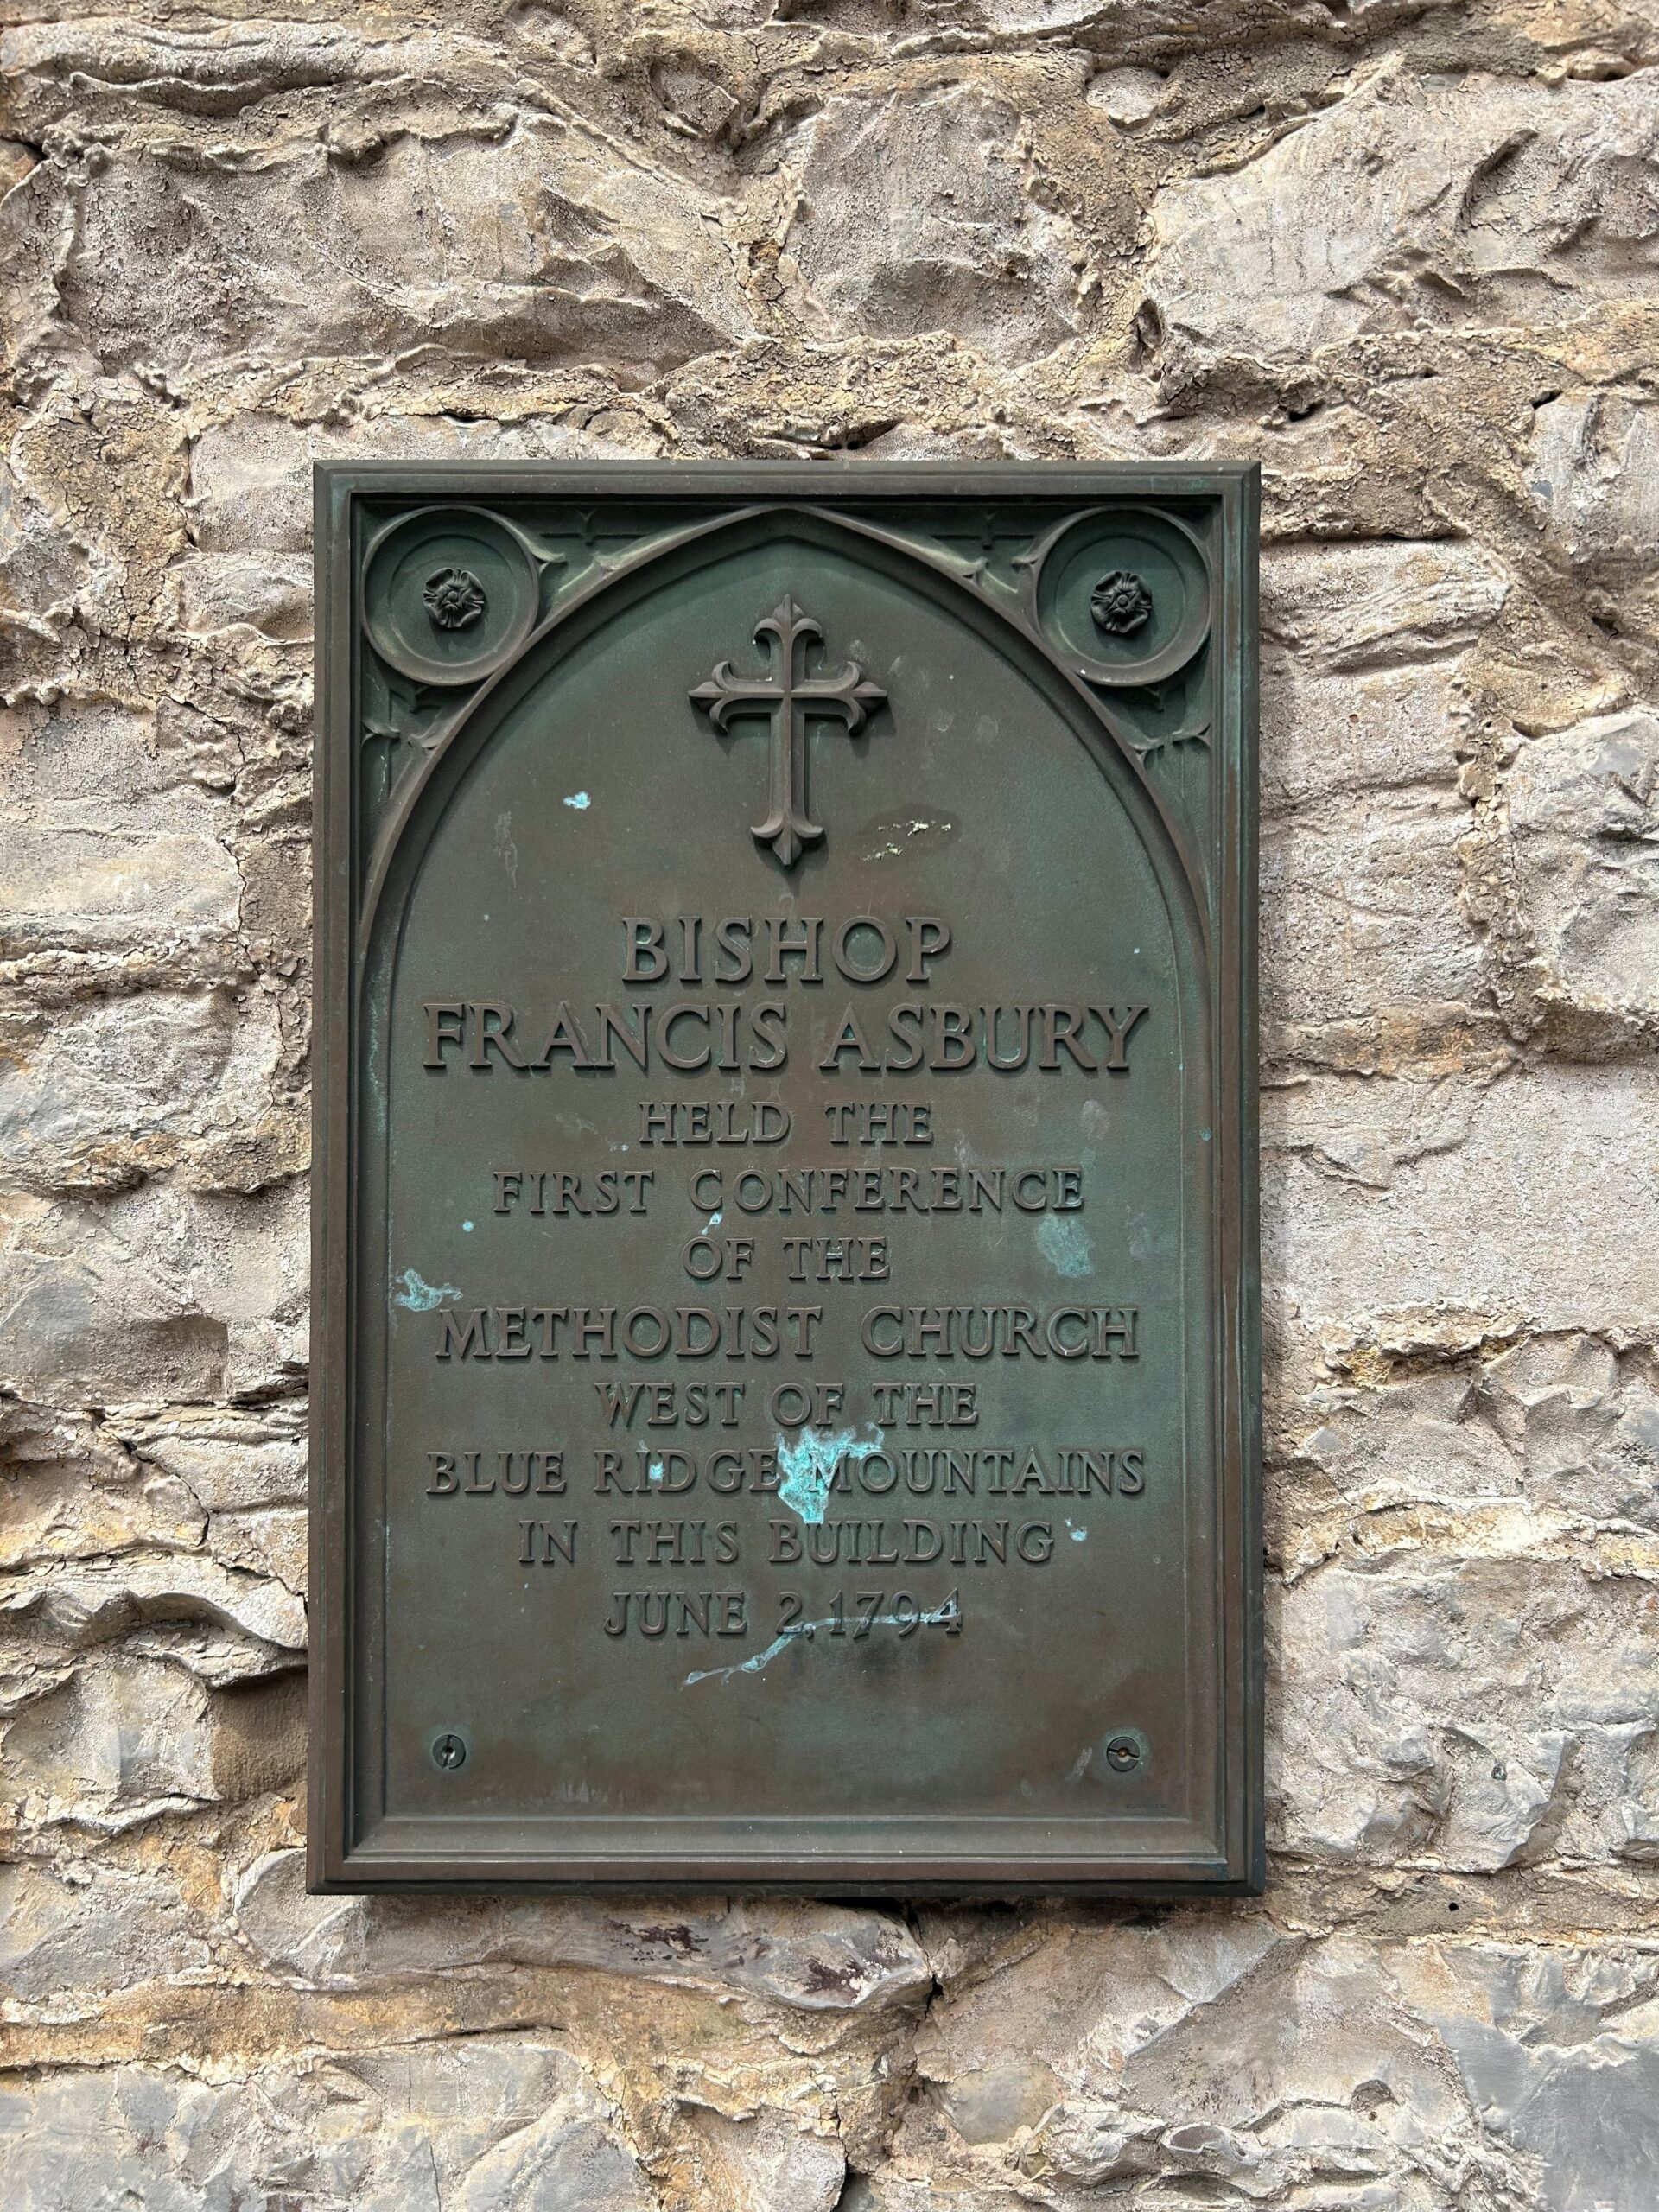 BISHOP
FRANCIS ASBURY
HELD THE
FIRST CONFERENCE
OF THE
METHODIST CHURCH
WEST OF THE
BLUE RIDGE MOUNTAINS
IN THIS BUILDING
JUNE 2, 1794